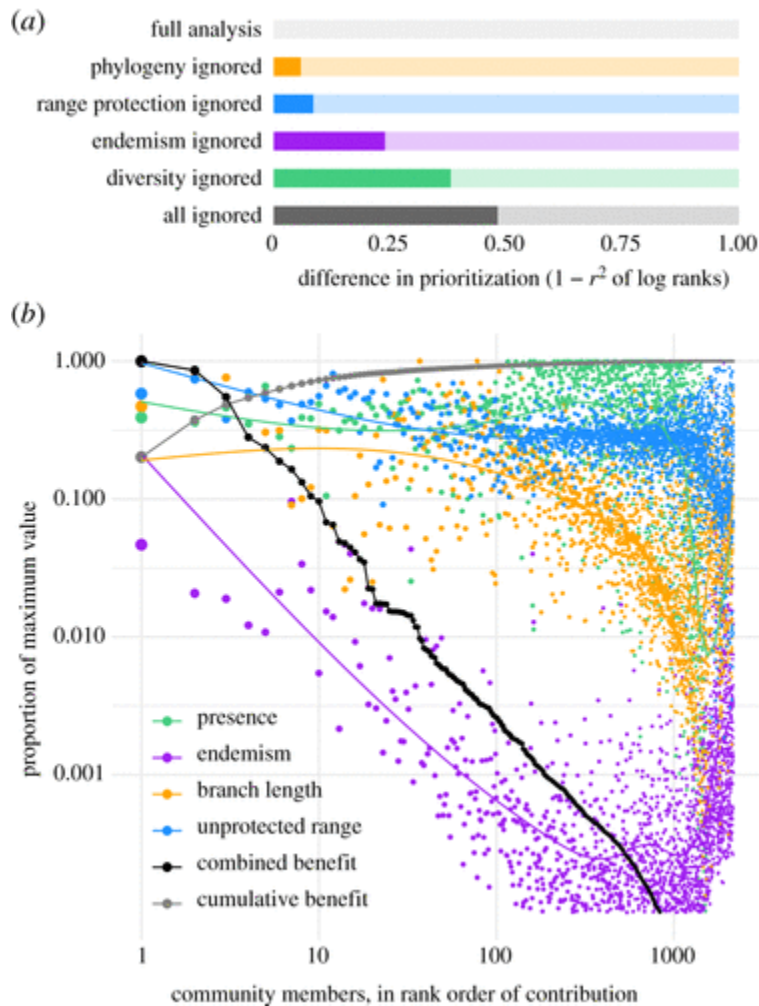 (a)
full analysis
phylogeny ignored
range protection ignored
endemism ignored
diversity ignored
all ignored
0 0.25 0.50 0.75 1.00
difference in prioritization (1 − r² of log ranks)
(b)
1.000
0.100
0.010
0.001
proportion of maximum value
presence
endemism
branch length
unprotected range
combined benefit
cumulative benefit
1 10 100 1000
community members, in rank order of contribution